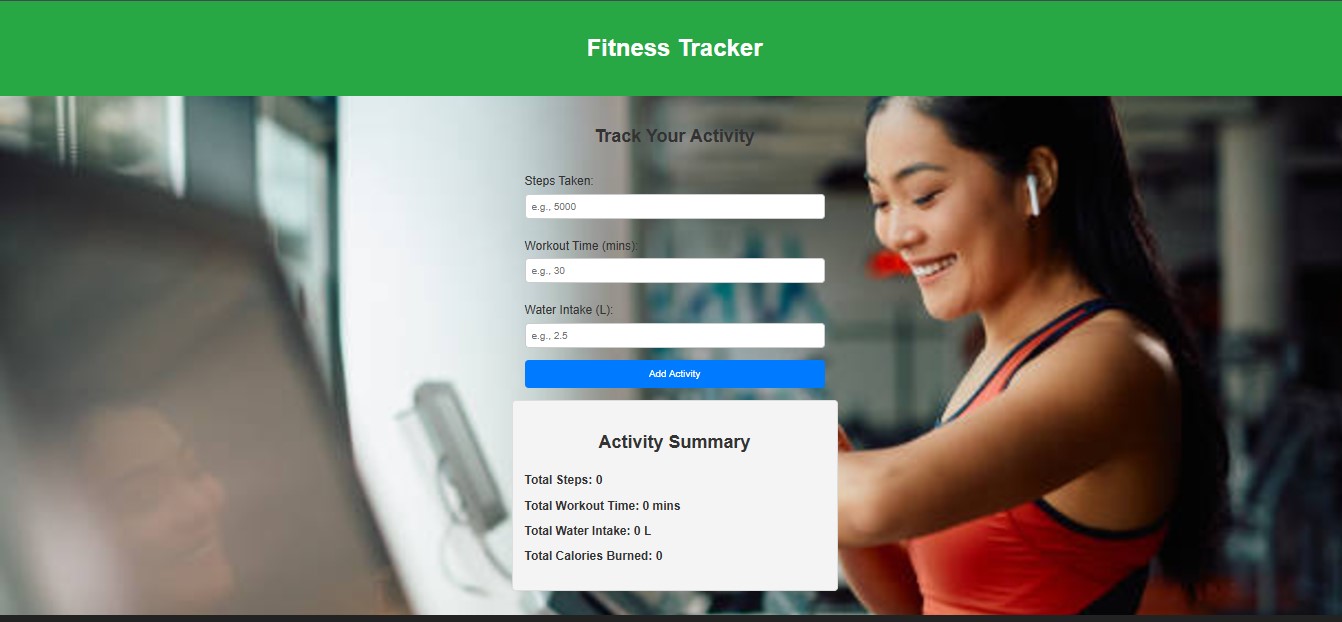 Fitness Tracker
Track Your Activity
Steps Taken:
e.g., 5000
Workout Time (mins):
e.g., 30
Water Intake (L):
e.g., 2.5
Add Activity
Activity Summary
Total Steps: 0
Total Workout Time: 0 mins
Total Water Intake: 0 L
Total Calories Burned: 0